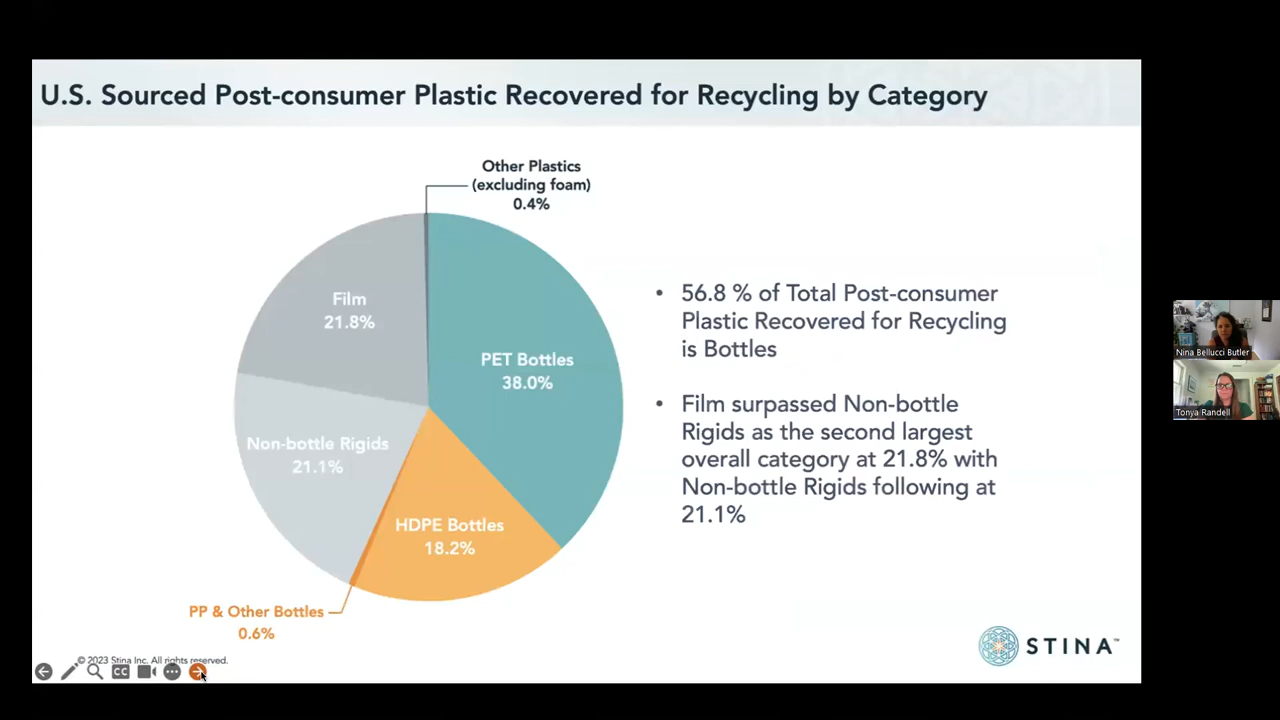 U.S. Sourced Post-consumer Plastic Recovered for Recycling by Category
Other Plastics
(excluding foam)
0.4%
Film
21.8%
PET Bottles
38.0%
Non-bottle Rigids
21.1%
HDPE Bottles
18.2%
PP & Other Bottles
0.6%
• 56.8 % of Total Post-consumer
Plastic Recovered for Recycling
is Bottles
• Film surpassed Non-bottle
Rigids as the second largest
overall category at 21.8% with
Non-bottle Rigids following at
21.1%
© 2023 Stina Inc. All rights reserved.
CC
STINA™
Nina Bellucci Butler
Tonya Randell